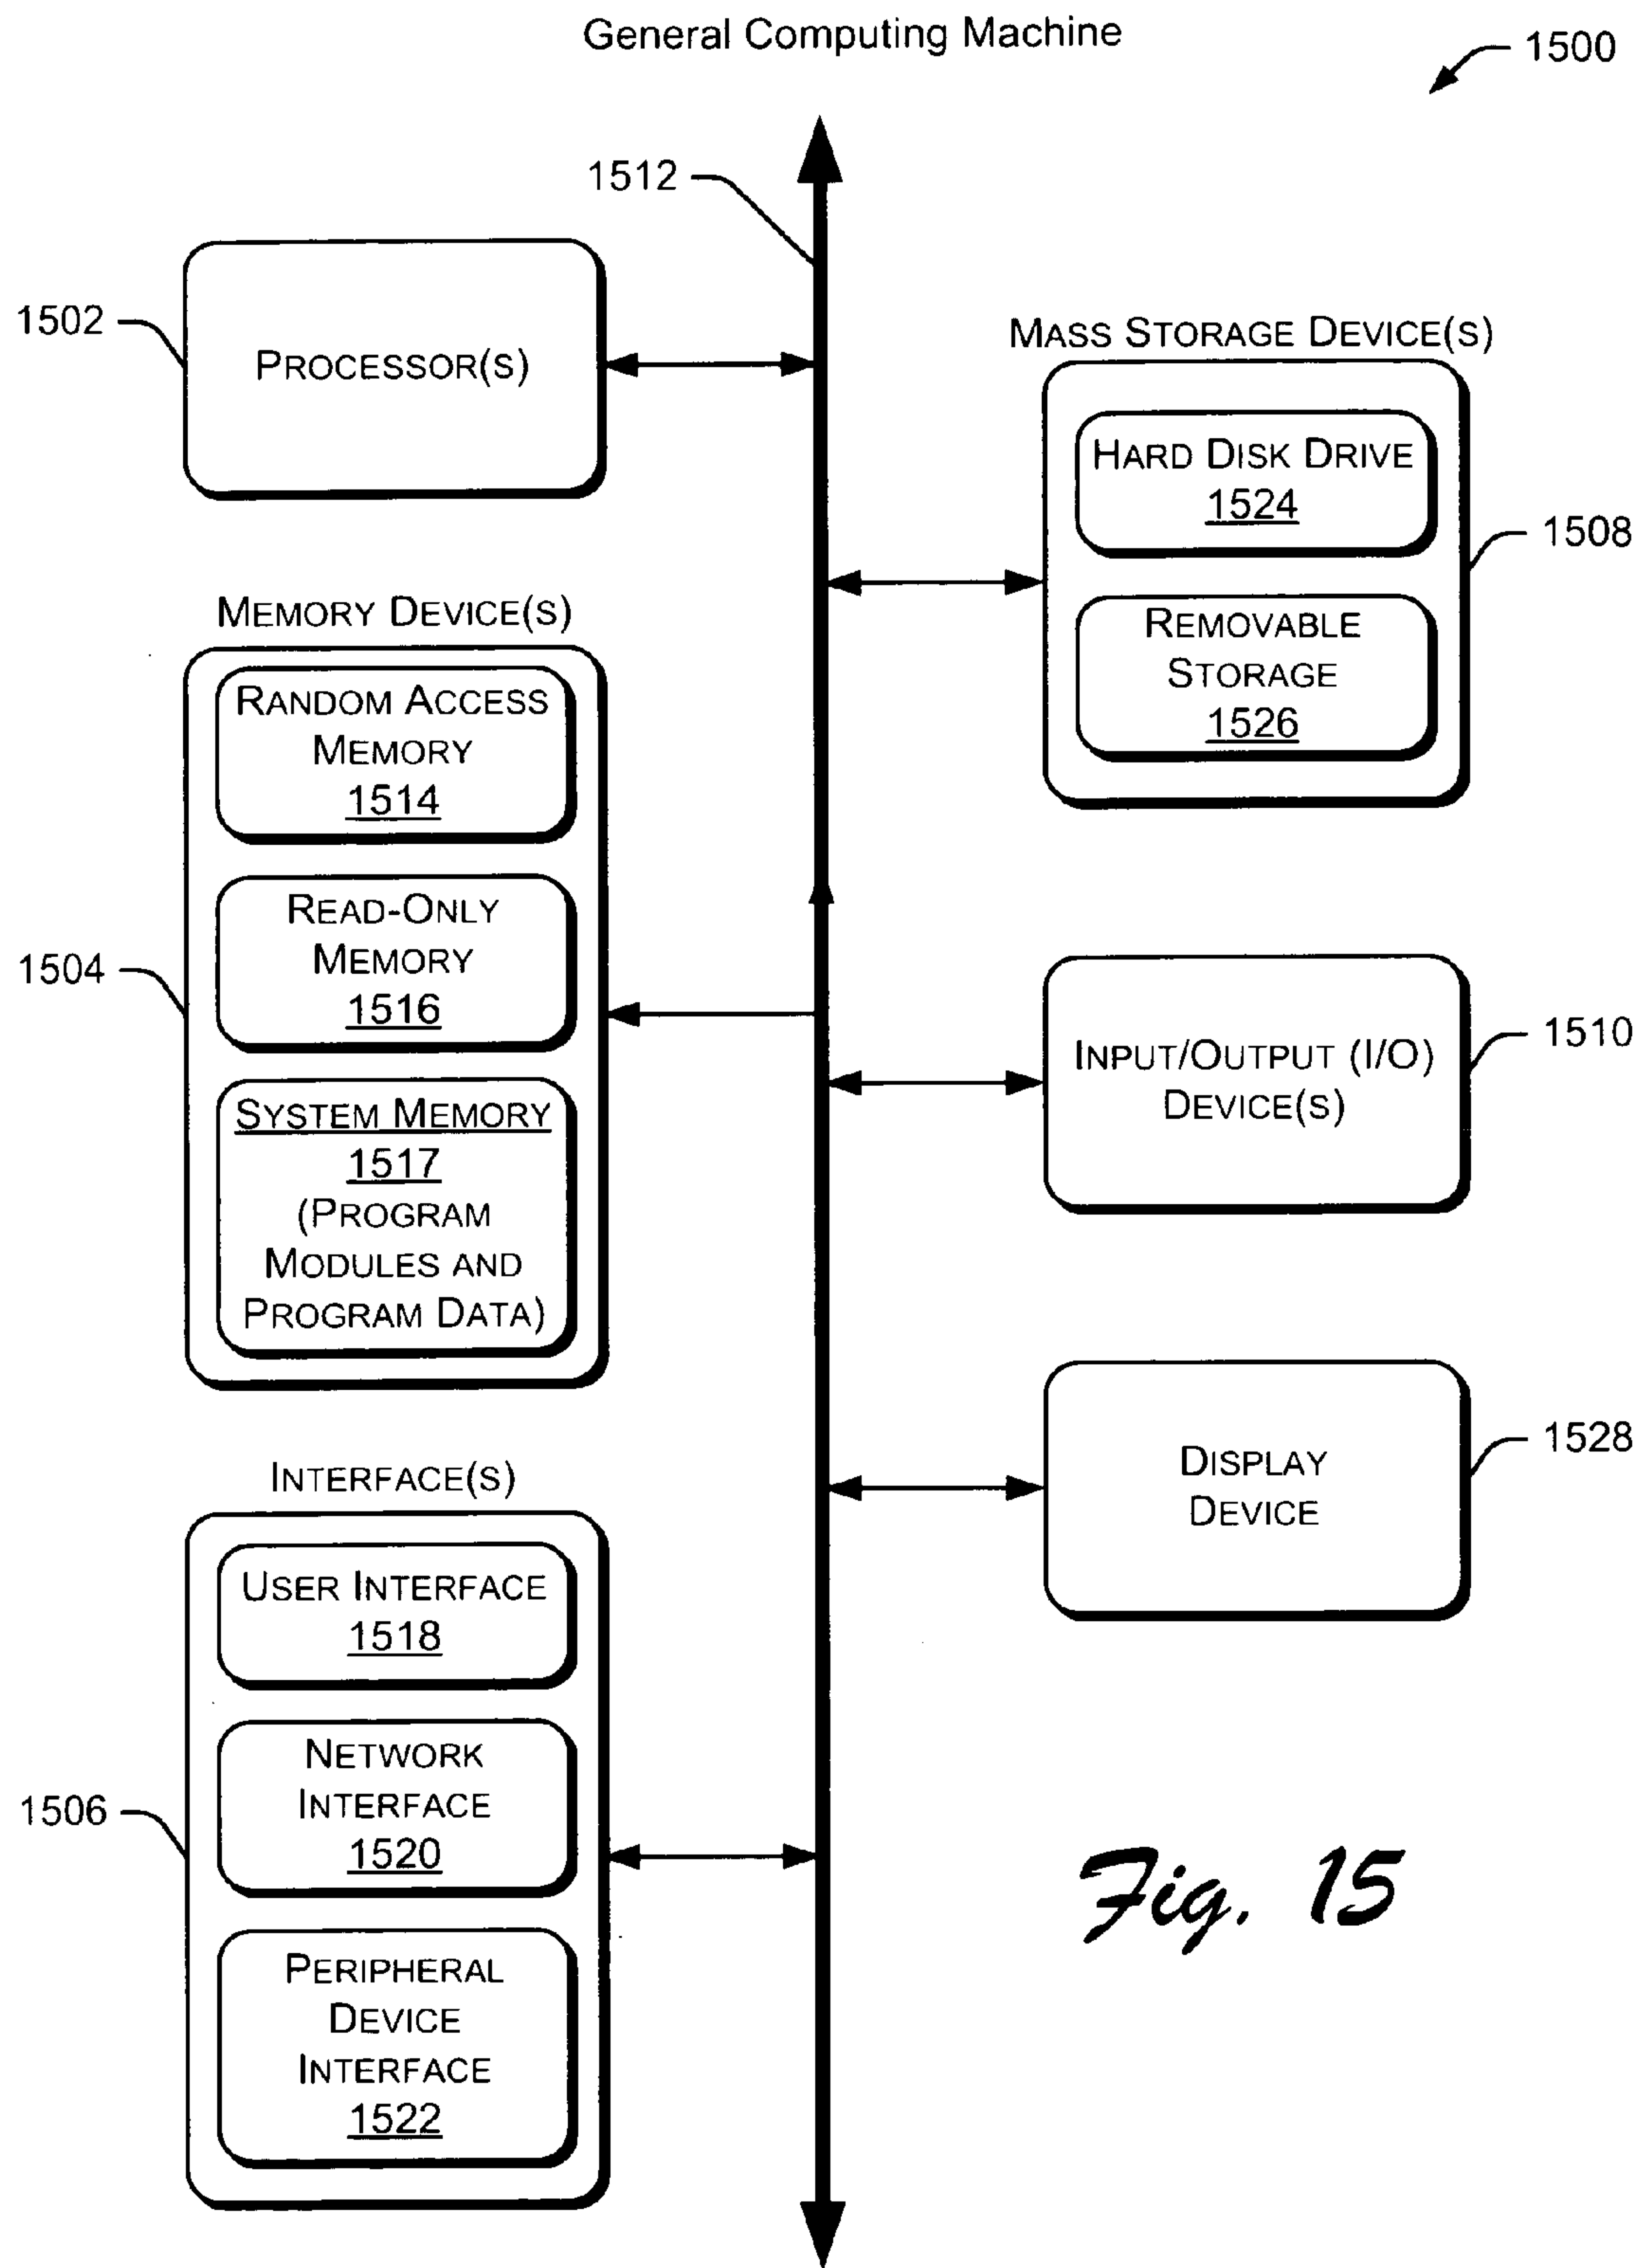 General Computing Machine
1500
1512
1502
PROCESSOR(S)
MASS STORAGE DEVICE(S)
HARD DISK DRIVE
1524
1508
REMOVABLE
STORAGE
1526
MEMORY DEVICE(S)
RANDOM ACCESS
MEMORY
1514
READ-ONLY
MEMORY
1516
1504
SYSTEM MEMORY
1517
(PROGRAM
MODULES AND
PROGRAM DATA)
INPUT/OUTPUT (I/O)
DEVICE(S)
1510
DISPLAY
DEVICE
1528
INTERFACE(S)
USER INTERFACE
1518
NETWORK
INTERFACE
1520
1506
PERIPHERAL
DEVICE
INTERFACE
1522
Fig. 15